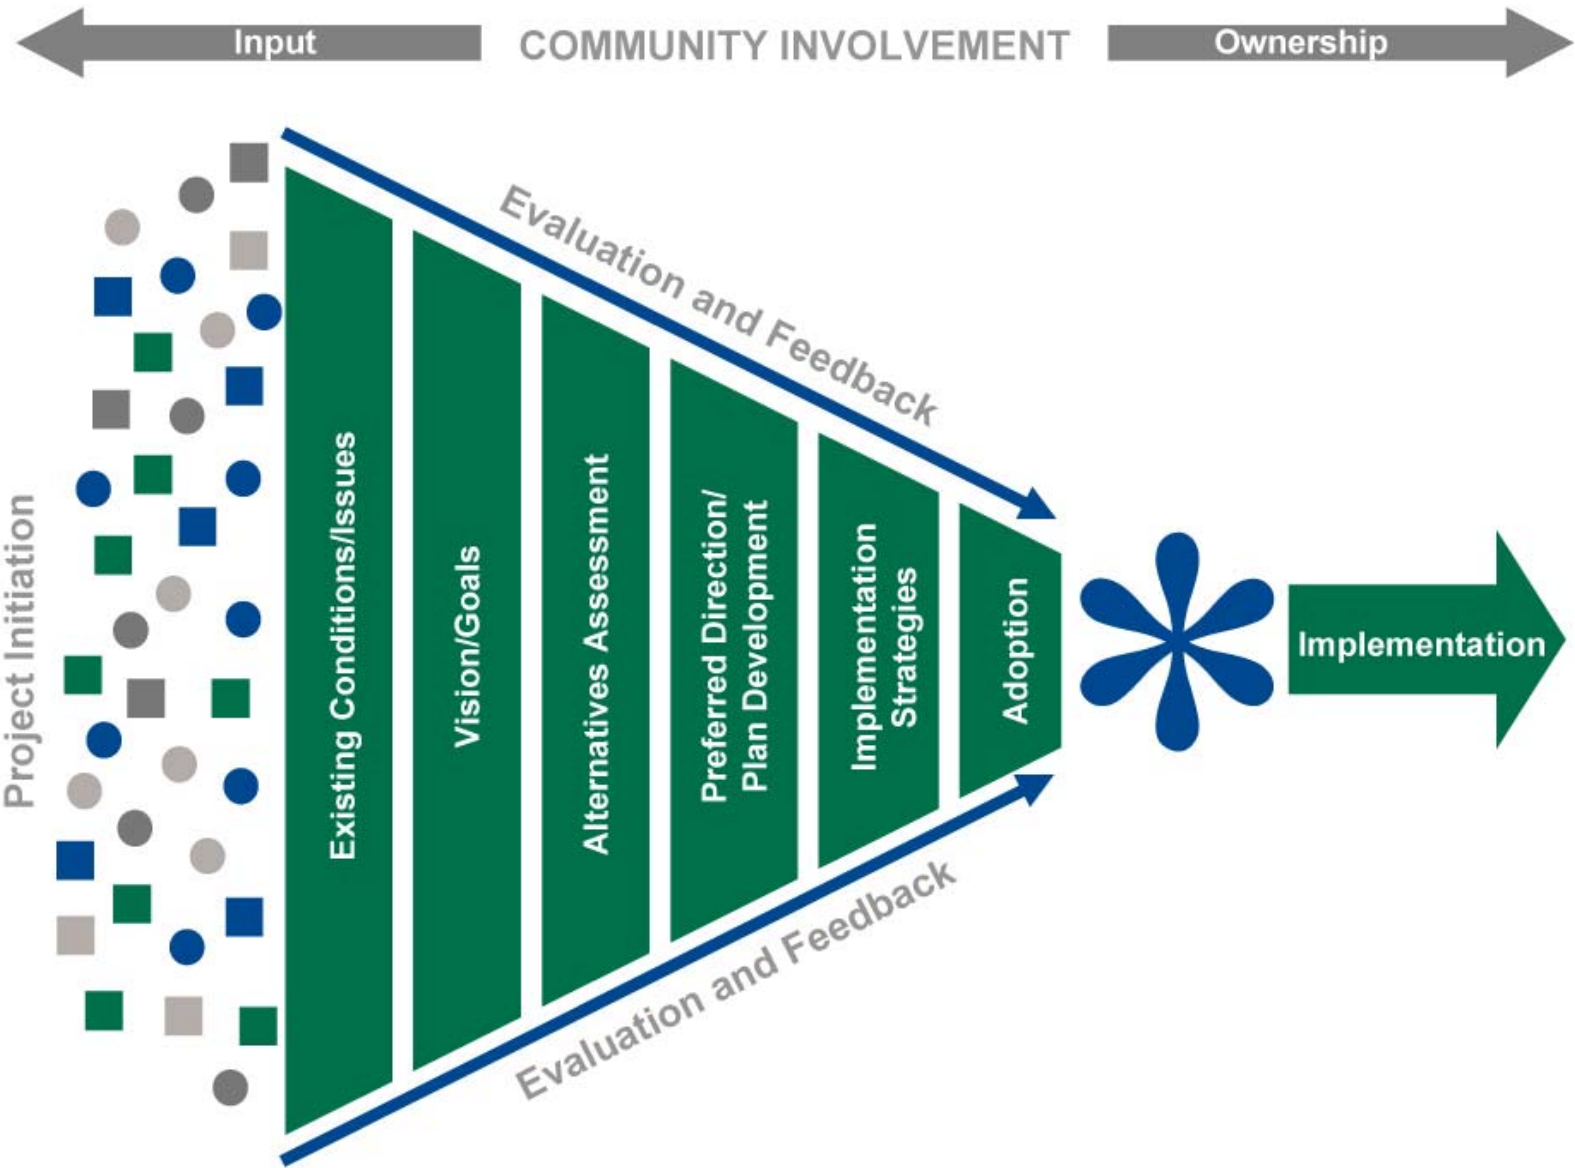 Input
COMMUNITY INVOLVEMENT
Ownership
Evaluation and Feedback
Project Initiation
Existing Conditions/Issues
Vision/Goals
Alternatives Assessment
Preferred Direction/
Plan Development
Implementation
Strategies
Adoption
Implementation
Evaluation and Feedback